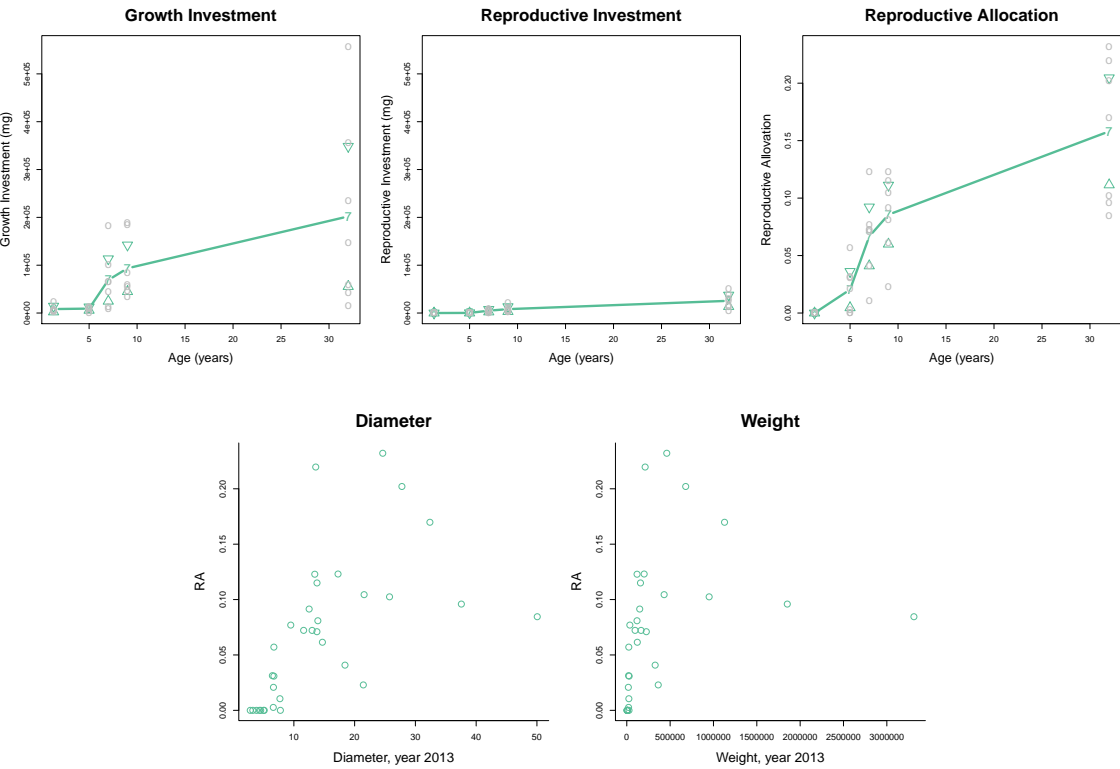 Growth Investment
Reproductive Investment
Reproductive Allocation
Growth Investment (mg)
0e+00 1e+05 2e+05 3e+05 4e+05 5e+05
7 7 7
5 10 15 20 25 30
Age (years)
Reproductive Investment (mg)
0e+00 1e+05 2e+05 3e+05 4e+05 5e+05
5 10 15 20 25 30
Age (years)
Reproductive Allovation
0.00 0.05 0.10 0.15 0.20
7
5 10 15 20 25 30
Age (years)
Diameter
Weight
RA
0.00 0.05 0.10 0.15 0.20
10 20 30 40 50
Diameter, year 2013
RA
0.00 0.05 0.10 0.15 0.20
0 500000 1000000 1500000 2000000 2500000 3000000
Weight, year 2013